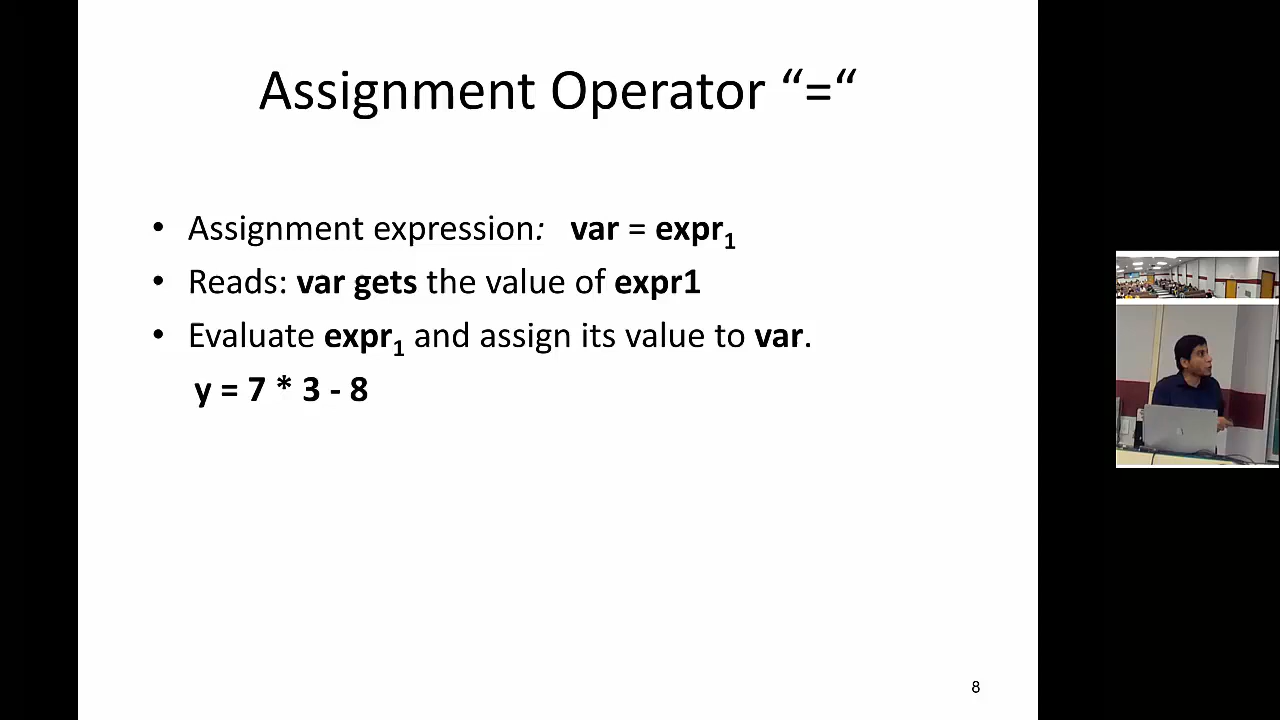 Assignment Operator “=“
• Assignment expression: var = expr₁
• Reads: var gets the value of expr1
• Evaluate expr₁ and assign its value to var.
y = 7 * 3 - 8
8